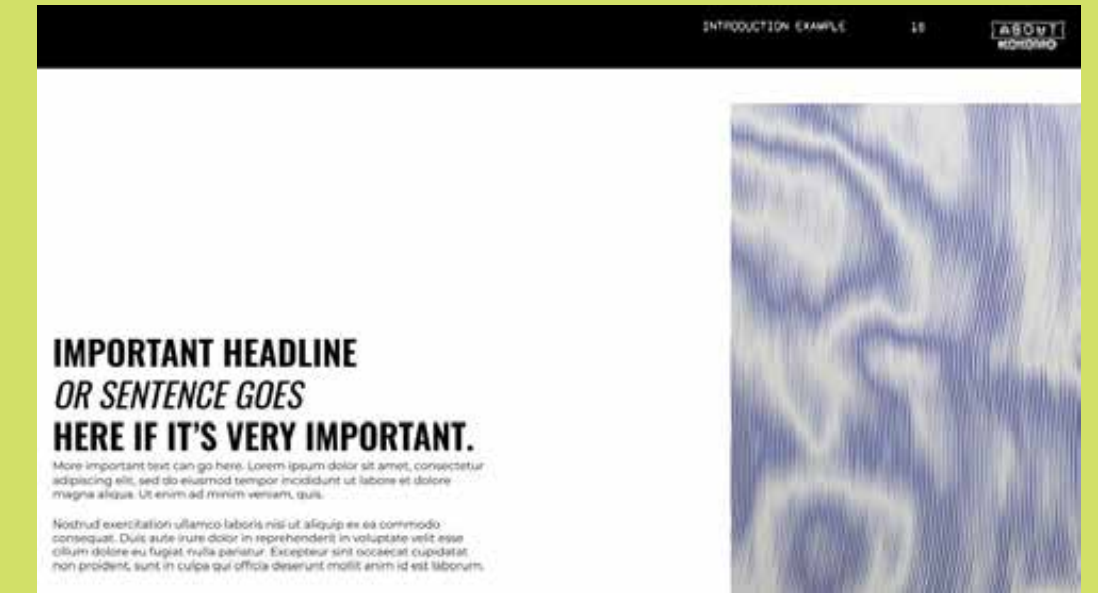 INTRODUCTION EXAMPLE
18
ABOUT
KOKOMO
IMPORTANT HEADLINE
OR SENTENCE GOES
HERE IF IT'S VERY IMPORTANT.
More important text can go here. Lorem ipsum dolor sit amet, consectetur
adipiscing elit, sed do eiusmod tempor incididunt ut labore et dolore
magna aliqua. Ut enim ad minim veniam, quis.
Nostrud exercitation ullamco laboris nisi ut aliquip ex ea commodo
consequat. Duis aute irure dolor in reprehenderit in voluptate velit esse
cillum dolore eu fugiat nulla pariatur. Excepteur sint occaecat cupidatat
non proident, sunt in culpa qui officia deserunt mollit anim id est laborum.